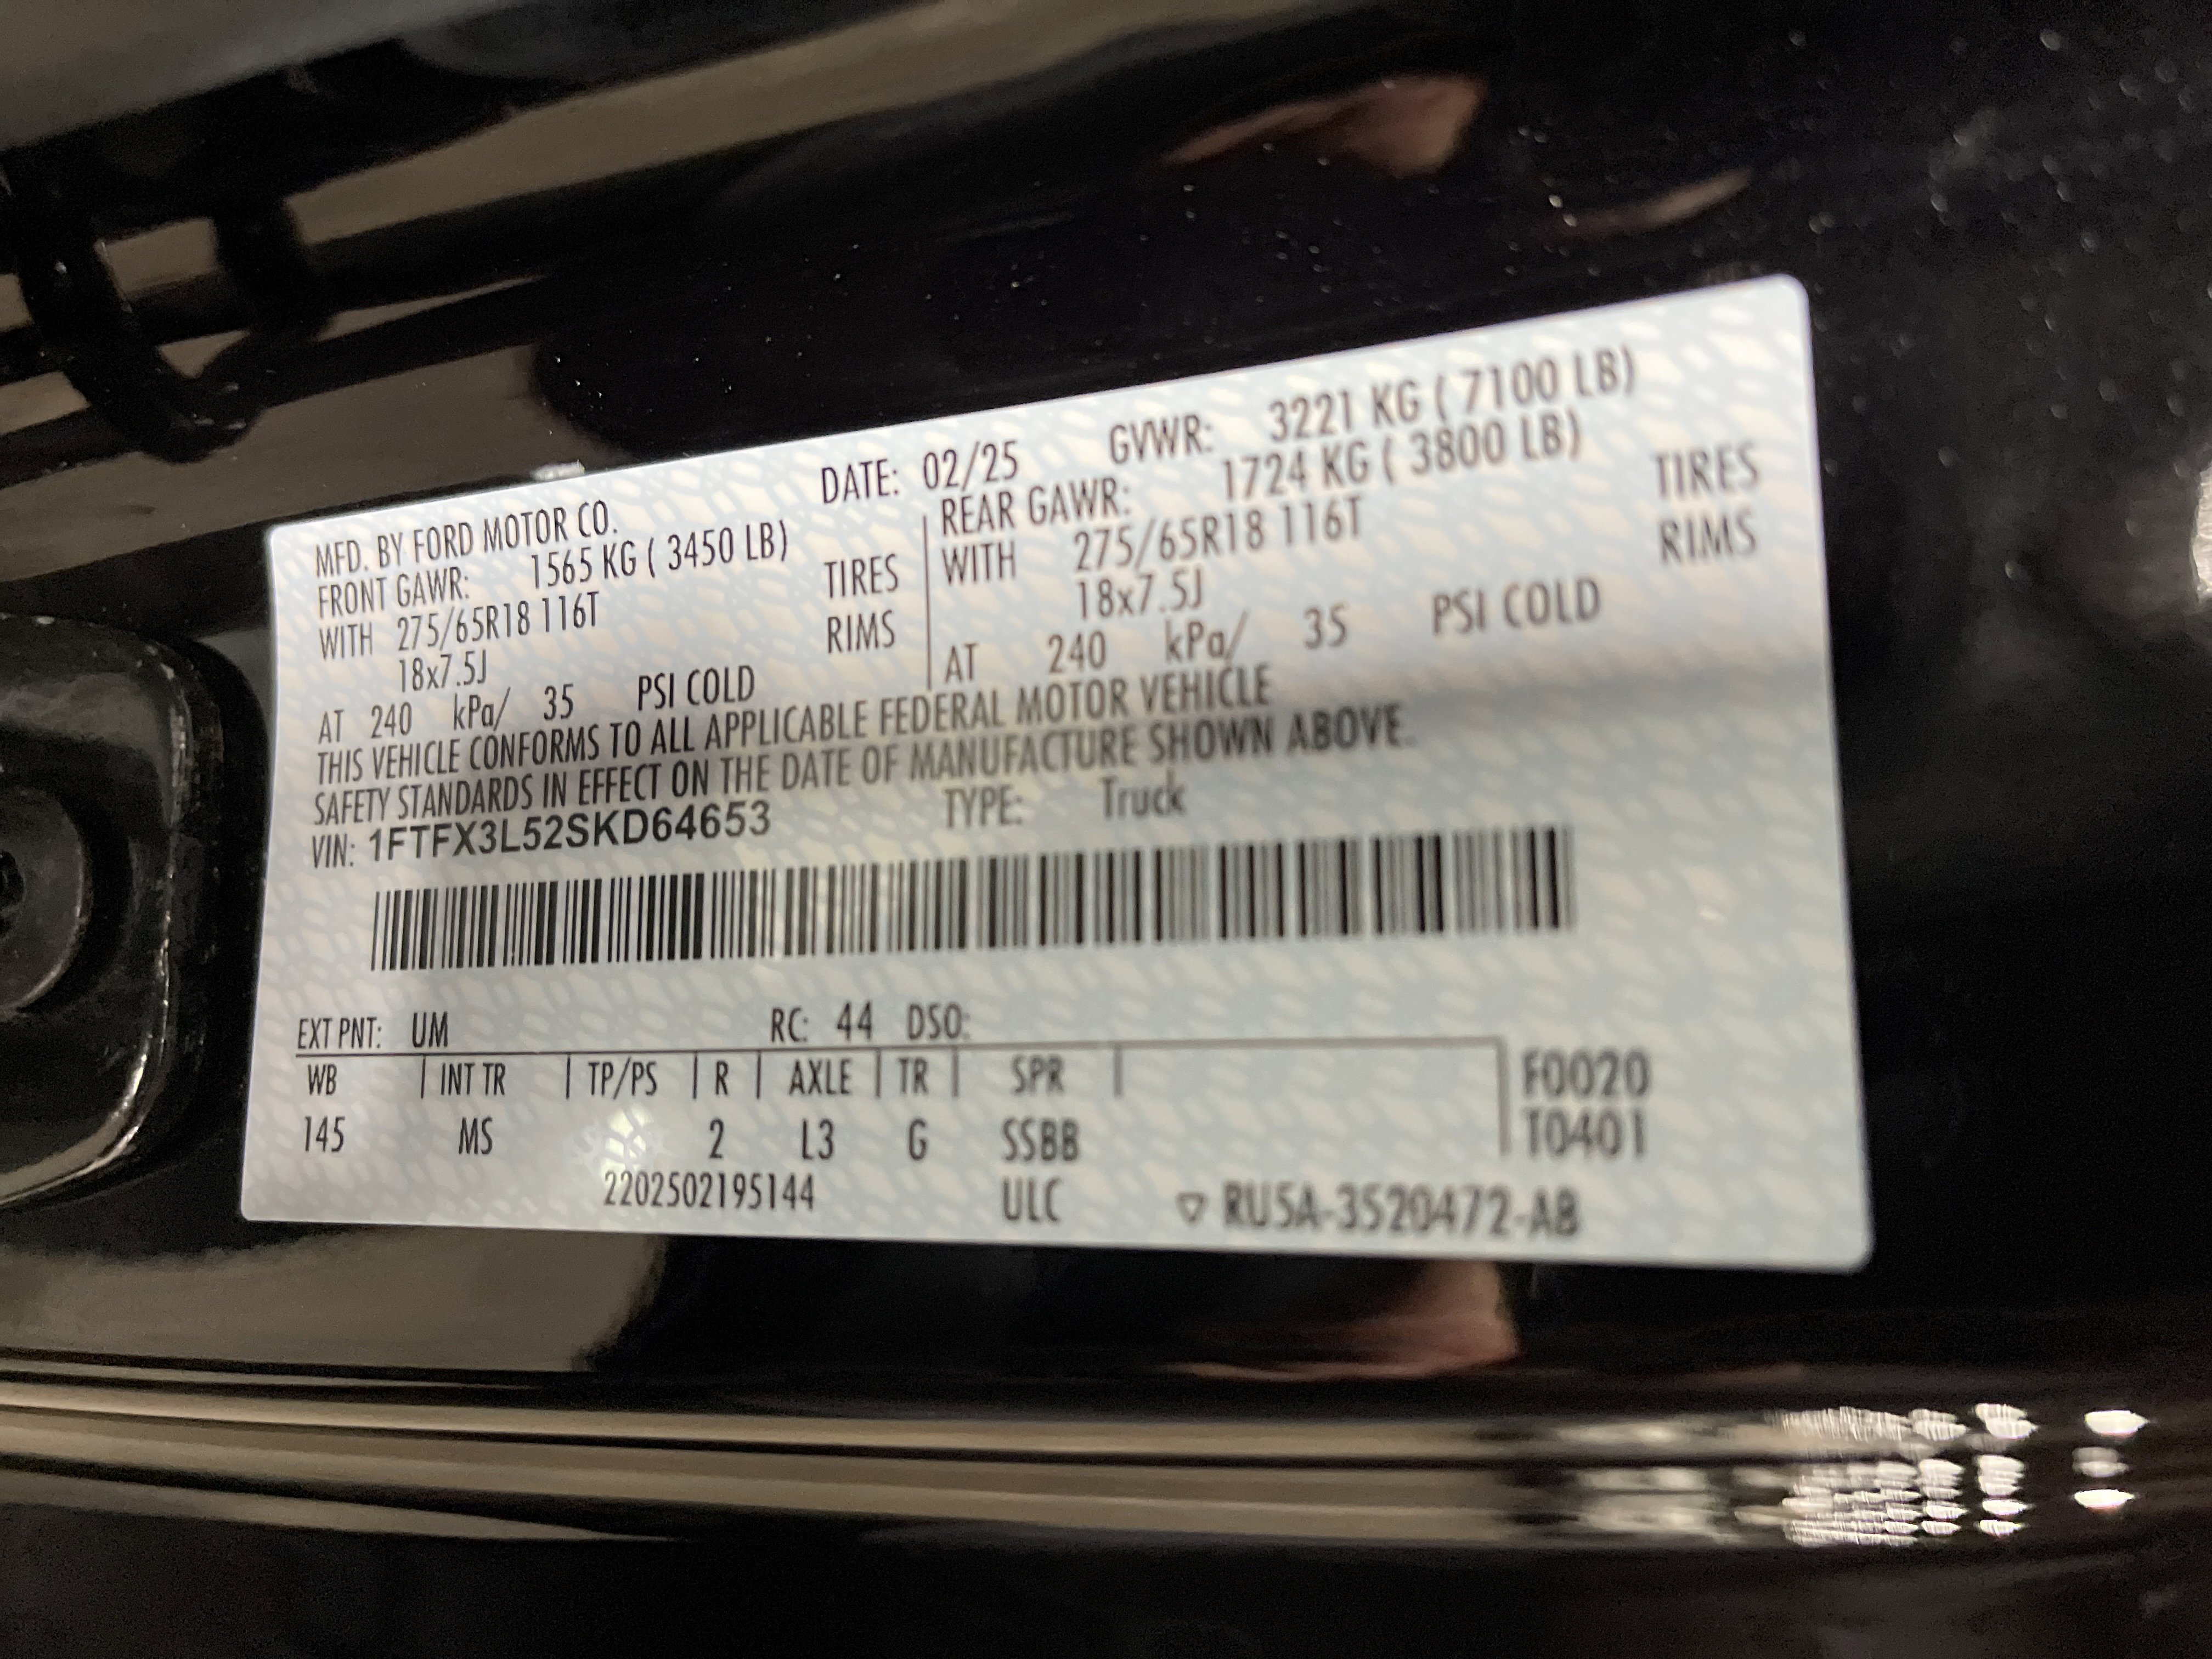 MFD. BY FORD MOTOR CO. DATE: 02/25 GVWR: 3221 KG ( 7100 LB)
FRONT GAWR: 1565 KG ( 3450 LB) REAR GAWR: 1724 KG ( 3800 LB)
WITH 275/65R18 116T TIRES WITH 275/65R18 116T TIRES
18x7.5J RIMS 18x7.5J RIMS
AT 240 kPa/ 35 PSI COLD AT 240 kPa/ 35 PSI COLD
THIS VEHICLE CONFORMS TO ALL APPLICABLE FEDERAL MOTOR VEHICLE
SAFETY STANDARDS IN EFFECT ON THE DATE OF MANUFACTURE SHOWN ABOVE.
VIN: 1FTFX3L52SKD64653 TYPE: Truck
EXT PNT: UM RC: 44 DSO:
WB INT TR TP/PS R AXLE TR SPR F0020
145 MS 2 L3 G SSBB T0401
2202502195144 ULC ▽ RU5A-3520472-AB